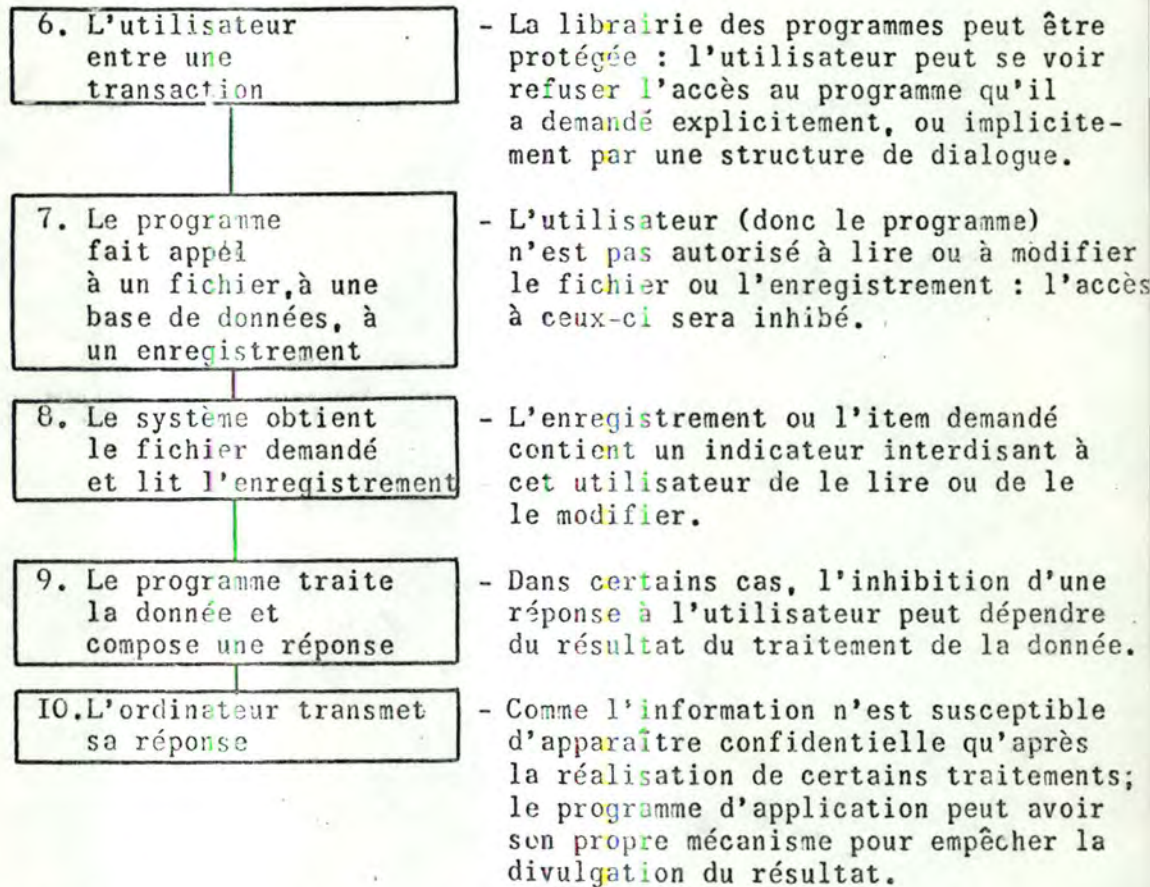 6. L'utilisateur
entre une
transaction
- La librairie des programmes peut être
protégée : l'utilisateur peut se voir
refuser l'accès au programme qu'il
a demandé explicitement, ou implicite-
ment par une structure de dialogue.
7. Le programme
fait appel
à un fichier,à une
base de données, à
un enregistrement
- L'utilisateur (donc le programme)
n'est pas autorisé à lire ou à modifier
le fichier ou l'enregistrement : l'accès
à ceux-ci sera inhibé.
8. Le système obtient
le fichier demandé
et lit l'enregistrement
- L'enregistrement ou l'item demandé
contient un indicateur interdisant à
cet utilisateur de le lire ou de le
le modifier.
9. Le programme traite
la donnée et
compose une réponse
- Dans certains cas, l'inhibition d'une
réponse à l'utilisateur peut dépendre
du résultat du traitement de la donnée.
IO.L'ordinateur transmet
sa réponse
- Comme l'information n'est susceptible
d'apparaître confidentielle qu'après
la réalisation de certains traitements;
le programme d'application peut avoir
son propre mécanisme pour empêcher la
divulgation du résultat.